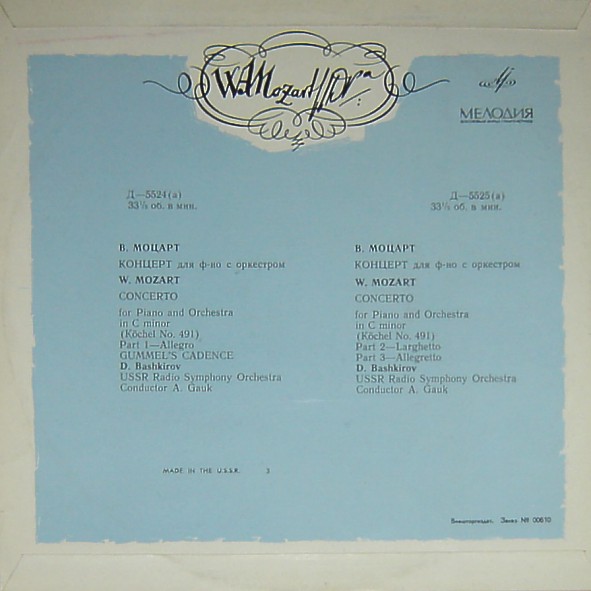 W. A. Mozart
МЕЛОДИЯ
Д—5524 (а)
33⅓ об. в мин.
В. МОЦАРТ
КОНЦЕРТ для ф-но с оркестром
W. MOZART
CONCERTO
for Piano and Orchestra
in C minor
(Köchel No. 491)
Part 1—Allegro
GUMMEL'S CADENCE
D. Bashkirov
USSR Radio Symphony Orchestra
Conductor A. Gauk
Д—5525 (а)
33⅓ об. в мин.
В. МОЦАРТ
КОНЦЕРТ для ф-но с оркестром
W. MOZART
CONCERTO
for Piano and Orchestra
in C minor
(Köchel No. 491)
Part 2—Larghetto
Part 3—Allegretto
D. Bashkirov
USSR Radio Symphony Orchestra
Conductor A. Gauk
MADE IN THE U.S.S.R. 3
Внешторгиздат. Заказ № 00610